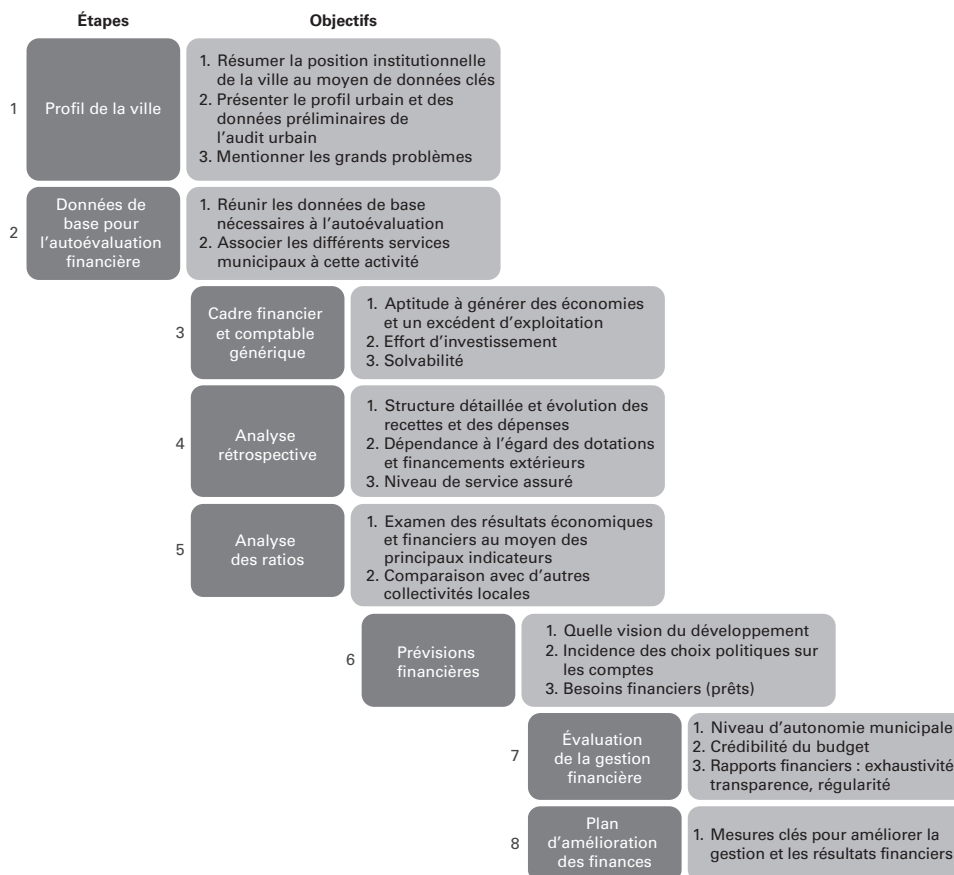 Étapes
Objectifs
1
Profil de la ville
1. Résumer la position institutionnelle
de la ville au moyen de données clés
2. Présenter le profil urbain et des
données préliminaires de
l'audit urbain
3. Mentionner les grands problèmes
2
Données de
base pour
l'autoévaluation
financière
1. Réunir les données de base
nécessaires à l'autoévaluation
2. Associer les différents services
municipaux à cette activité
3
Cadre financier
et comptable
générique
1. Aptitude à générer des économies
et un excédent d'exploitation
2. Effort d'investissement
3. Solvabilité
4
Analyse
rétrospective
1. Structure détaillée et évolution des
recettes et des dépenses
2. Dépendance à l'égard des dotations
et financements extérieurs
3. Niveau de service assuré
5
Analyse
des ratios
1. Examen des résultats économiques
et financiers au moyen des
principaux indicateurs
2. Comparaison avec d'autres
collectivités locales
6
Prévisions
financières
1. Quelle vision du développement
2. Incidence des choix politiques sur
les comptes
3. Besoins financiers (prêts)
7
Évaluation
de la gestion
financière
1. Niveau d'autonomie municipale
2. Crédibilité du budget
3. Rapports financiers : exhaustivité
transparence, régularité
8
Plan
d'amélioration
des finances
1. Mesures clés pour améliorer la
gestion et les résultats financiers